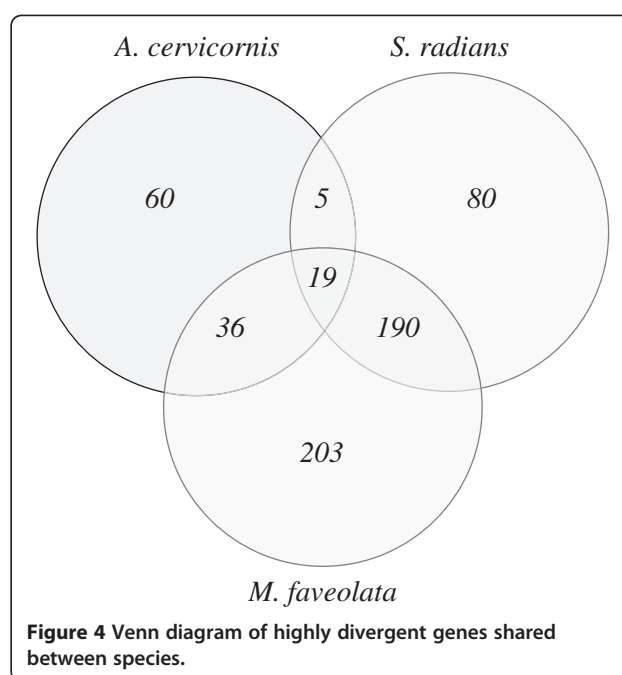 A. cervicornis S. radians
60 5 80
19
36 190
203
M. faveolata
Figure 4 Venn diagram of highly divergent genes shared
between species.